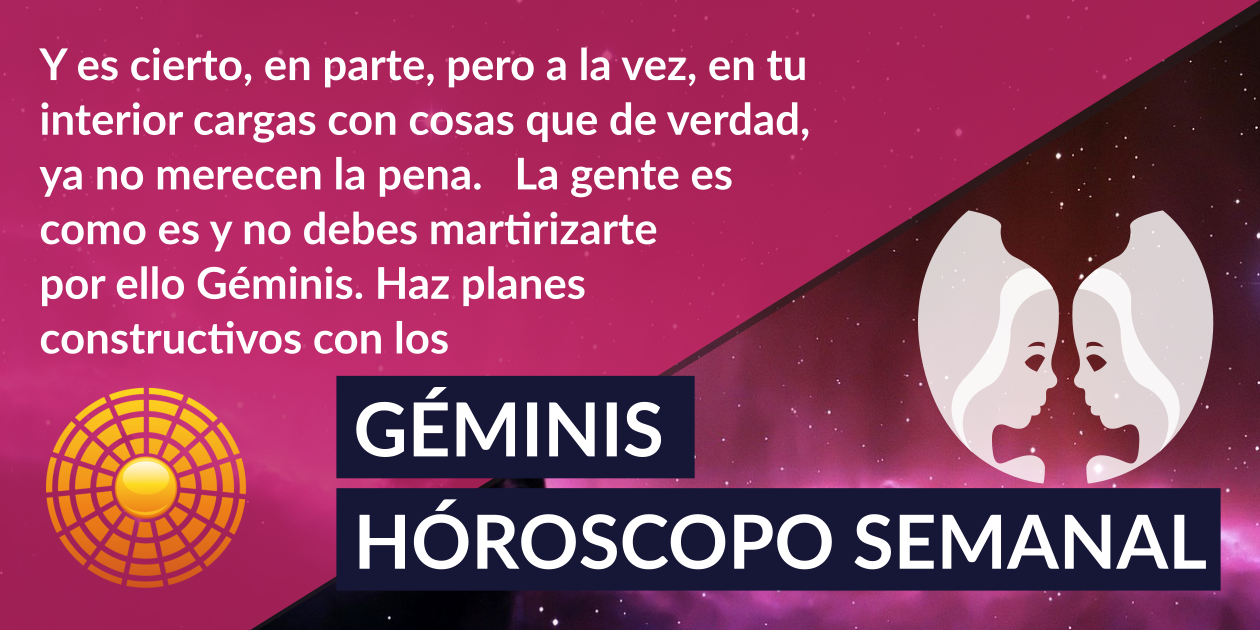 Y es cierto, en parte, pero a la vez, en tu
interior cargas con cosas que de verdad,
ya no merecen la pena.   La gente es
como es y no debes martirizarte
por ello Géminis. Haz planes
constructivos con los
GÉMINIS
HÓROSCOPO SEMANAL